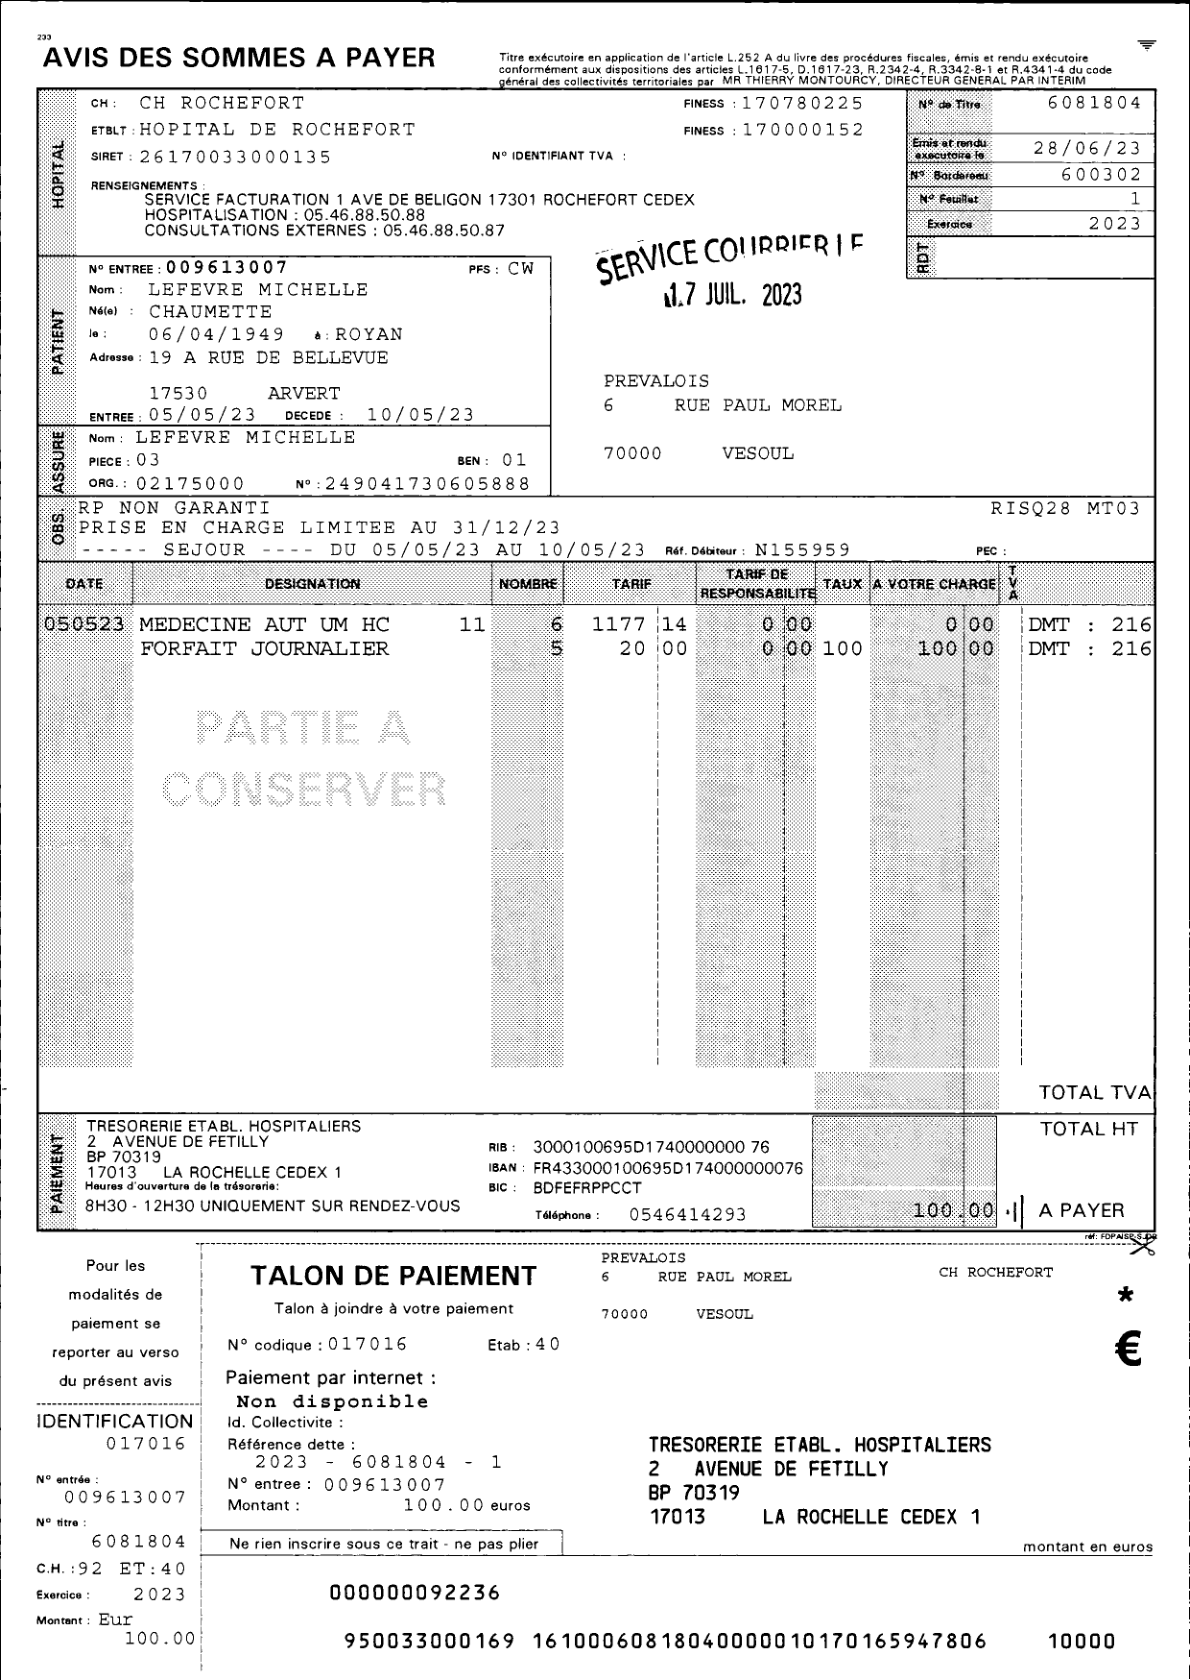 233
AVIS DES SOMMES A PAYER
Titre exécutoire en application de l'article L.252 A du livre des procédures fiscales, émis et rendu exécutoire
conformément aux dispositions des articles L.1617-5, D.1617-23, R.2342-4, R.3342-8-1 et R.4341-4 du code
général des collectivités territoriales par MR THIERRY MONTOURCY, DIRECTEUR GENERAL PAR INTERIM
HOPITAL
CH : CH ROCHEFORT FINESS : 170780225
ETBLT : HOPITAL DE ROCHEFORT FINESS : 170000152
SIRET : 26170033000135 N° IDENTIFIANT TVA :
RENSEIGNEMENTS :
SERVICE FACTURATION 1 AVE DE BELIGON 17301 ROCHEFORT CEDEX
HOSPITALISATION : 05.46.88.50.88
CONSULTATIONS EXTERNES : 05.46.88.50.87
N° de Titre 6081804
Emis et rendu exécutoire le 28/06/23
N° Bordereau 600302
N° Feuillet 1
Exercice 2023
RDT
SERVICE COURRIER
17 JUIL. 2023
PATIENT
N° ENTREE : 009613007 PFS : CW
Nom : LEFEVRE MICHELLE
Né(e) : CHAUMETTE
le : 06/04/1949 à : ROYAN
Adresse : 19 A RUE DE BELLEVUE
17530 ARVERT
ENTREE : 05/05/23 DECEDE : 10/05/23
PREVALOIS
6 RUE PAUL MOREL
70000 VESOUL
ASSURE
Nom : LEFEVRE MICHELLE
PIECE : 03 BEN : 01
ORG. : 02175000 N° : 249041730605888
OBS.
RP NON GARANTI RISQ28 MT03
PRISE EN CHARGE LIMITEE AU 31/12/23
----- SEJOUR ---- DU 05/05/23 AU 10/05/23 Réf. Débiteur : N155959 PEC :
DATE DESIGNATION NOMBRE TARIF TARIF DE RESPONSABILITE TAUX A VOTRE CHARGE TVA
050523 MEDECINE AUT UM HC 11 6 1177 14 0 00 0 00 DMT : 216
FORFAIT JOURNALIER 5 20 00 0 00 100 100 00 DMT : 216
PARTIE A
CONSERVER
TOTAL TVA
PAIEMENT
TRESORERIE ETABL. HOSPITALIERS
2 AVENUE DE FETILLY
BP 70319
17013 LA ROCHELLE CEDEX 1
Heures d'ouverture de la trésorerie:
8H30 - 12H30 UNIQUEMENT SUR RENDEZ-VOUS
RIB : 3000100695D1740000000 76
IBAN : FR433000100695D174000000076
BIC : BDFEFRPPCCT
Téléphone : 0546414293
TOTAL HT
100.00 A PAYER
réf: FDPAISP-S
Pour les
modalités de
paiement se
reporter au verso
du présent avis
TALON DE PAIEMENT
Talon à joindre à votre paiement
N° codique : 017016 Etab : 40
Paiement par internet :
Non disponible
Id. Collectivite :
Référence dette :
2023 - 6081804 - 1
N° entree : 009613007
Montant : 100.00 euros
Ne rien inscrire sous ce trait - ne pas plier
PREVALOIS
6 RUE PAUL MOREL
70000 VESOUL
CH ROCHEFORT
*
€
TRESORERIE ETABL. HOSPITALIERS
2 AVENUE DE FETILLY
BP 70319
17013 LA ROCHELLE CEDEX 1
montant en euros
IDENTIFICATION
017016
N° entrée :
009613007
N° titre :
6081804
C.H. : 92 ET : 40
Exercice : 2023
Montant : Eur
100.00
000000092236
950033000169 16100060818040000010170165947806 10000